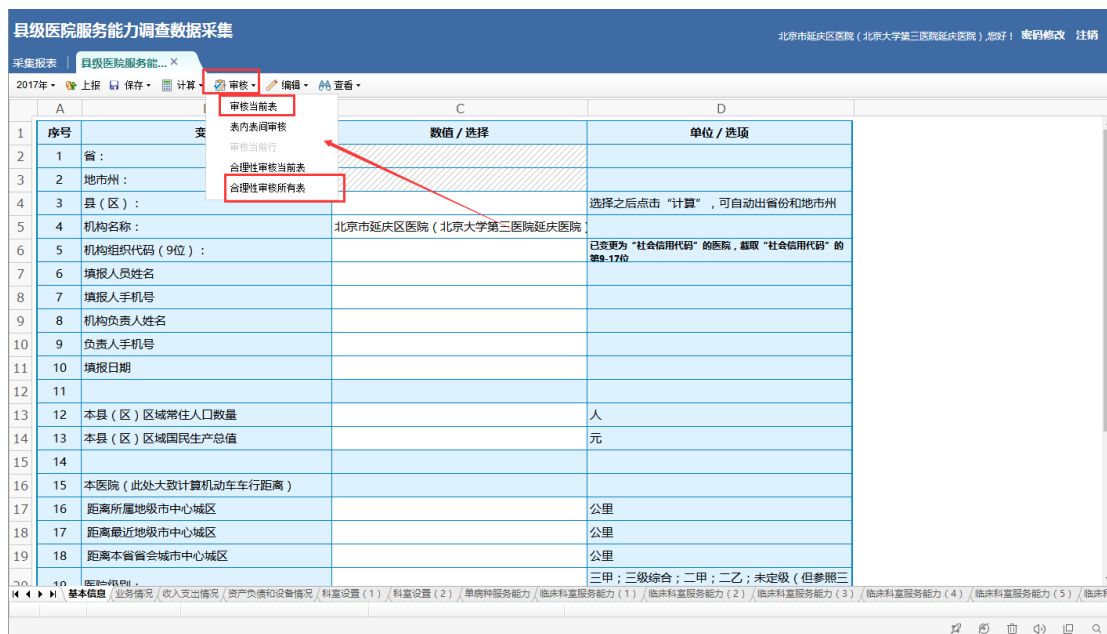 县级医院服务能力调查数据采集
北京市延庆区医院（北京大学第三医院延庆医院）,您好！ 密码修改 注销
采集报表 县级医院服务能... ×
2017年 上报 保存 计算 审核 编辑 查看
审核当前表
表内表间审核
审核当前行
合理性审核当前表
合理性审核所有表
A C D
1 序号 变 数值 / 选择 单位 / 选项
2 1 省：
3 2 地市州：
4 3 县（区）： 选择之后点击“计算”，可自动出省份和地市州
5 4 机构名称： 北京市延庆区医院（北京大学第三医院延庆医院）
6 5 机构组织代码（9位）： 已变更为“社会信用代码”的医院，截取“社会信用代码”的
第9-17位
7 6 填报人员姓名
8 7 填报人手机号
9 8 机构负责人姓名
10 9 负责人手机号
11 10 填报日期
12 11
13 12 本县（区）区域常住人口数量 人
14 13 本县（区）区域国民生产总值 元
15 14
16 15 本医院（此处大致计算机动车车行距离）
17 16 距离所属地级市中心城区 公里
18 17 距离最近地级市中心城区 公里
19 18 距离本省省会城市中心城区 公里
20 19 医院级别： 三甲；三级综合；二甲；二乙；未定级（但参照三
基本信息 业务情况 收入支出情况 资产负债和设备情况 科室设置（1） 科室设置（2） 单病种服务能力 临床科室服务能力（1） 临床科室服务能力（2） 临床科室服务能力（3） 临床科室服务能力（4） 临床科室服务能力（5）